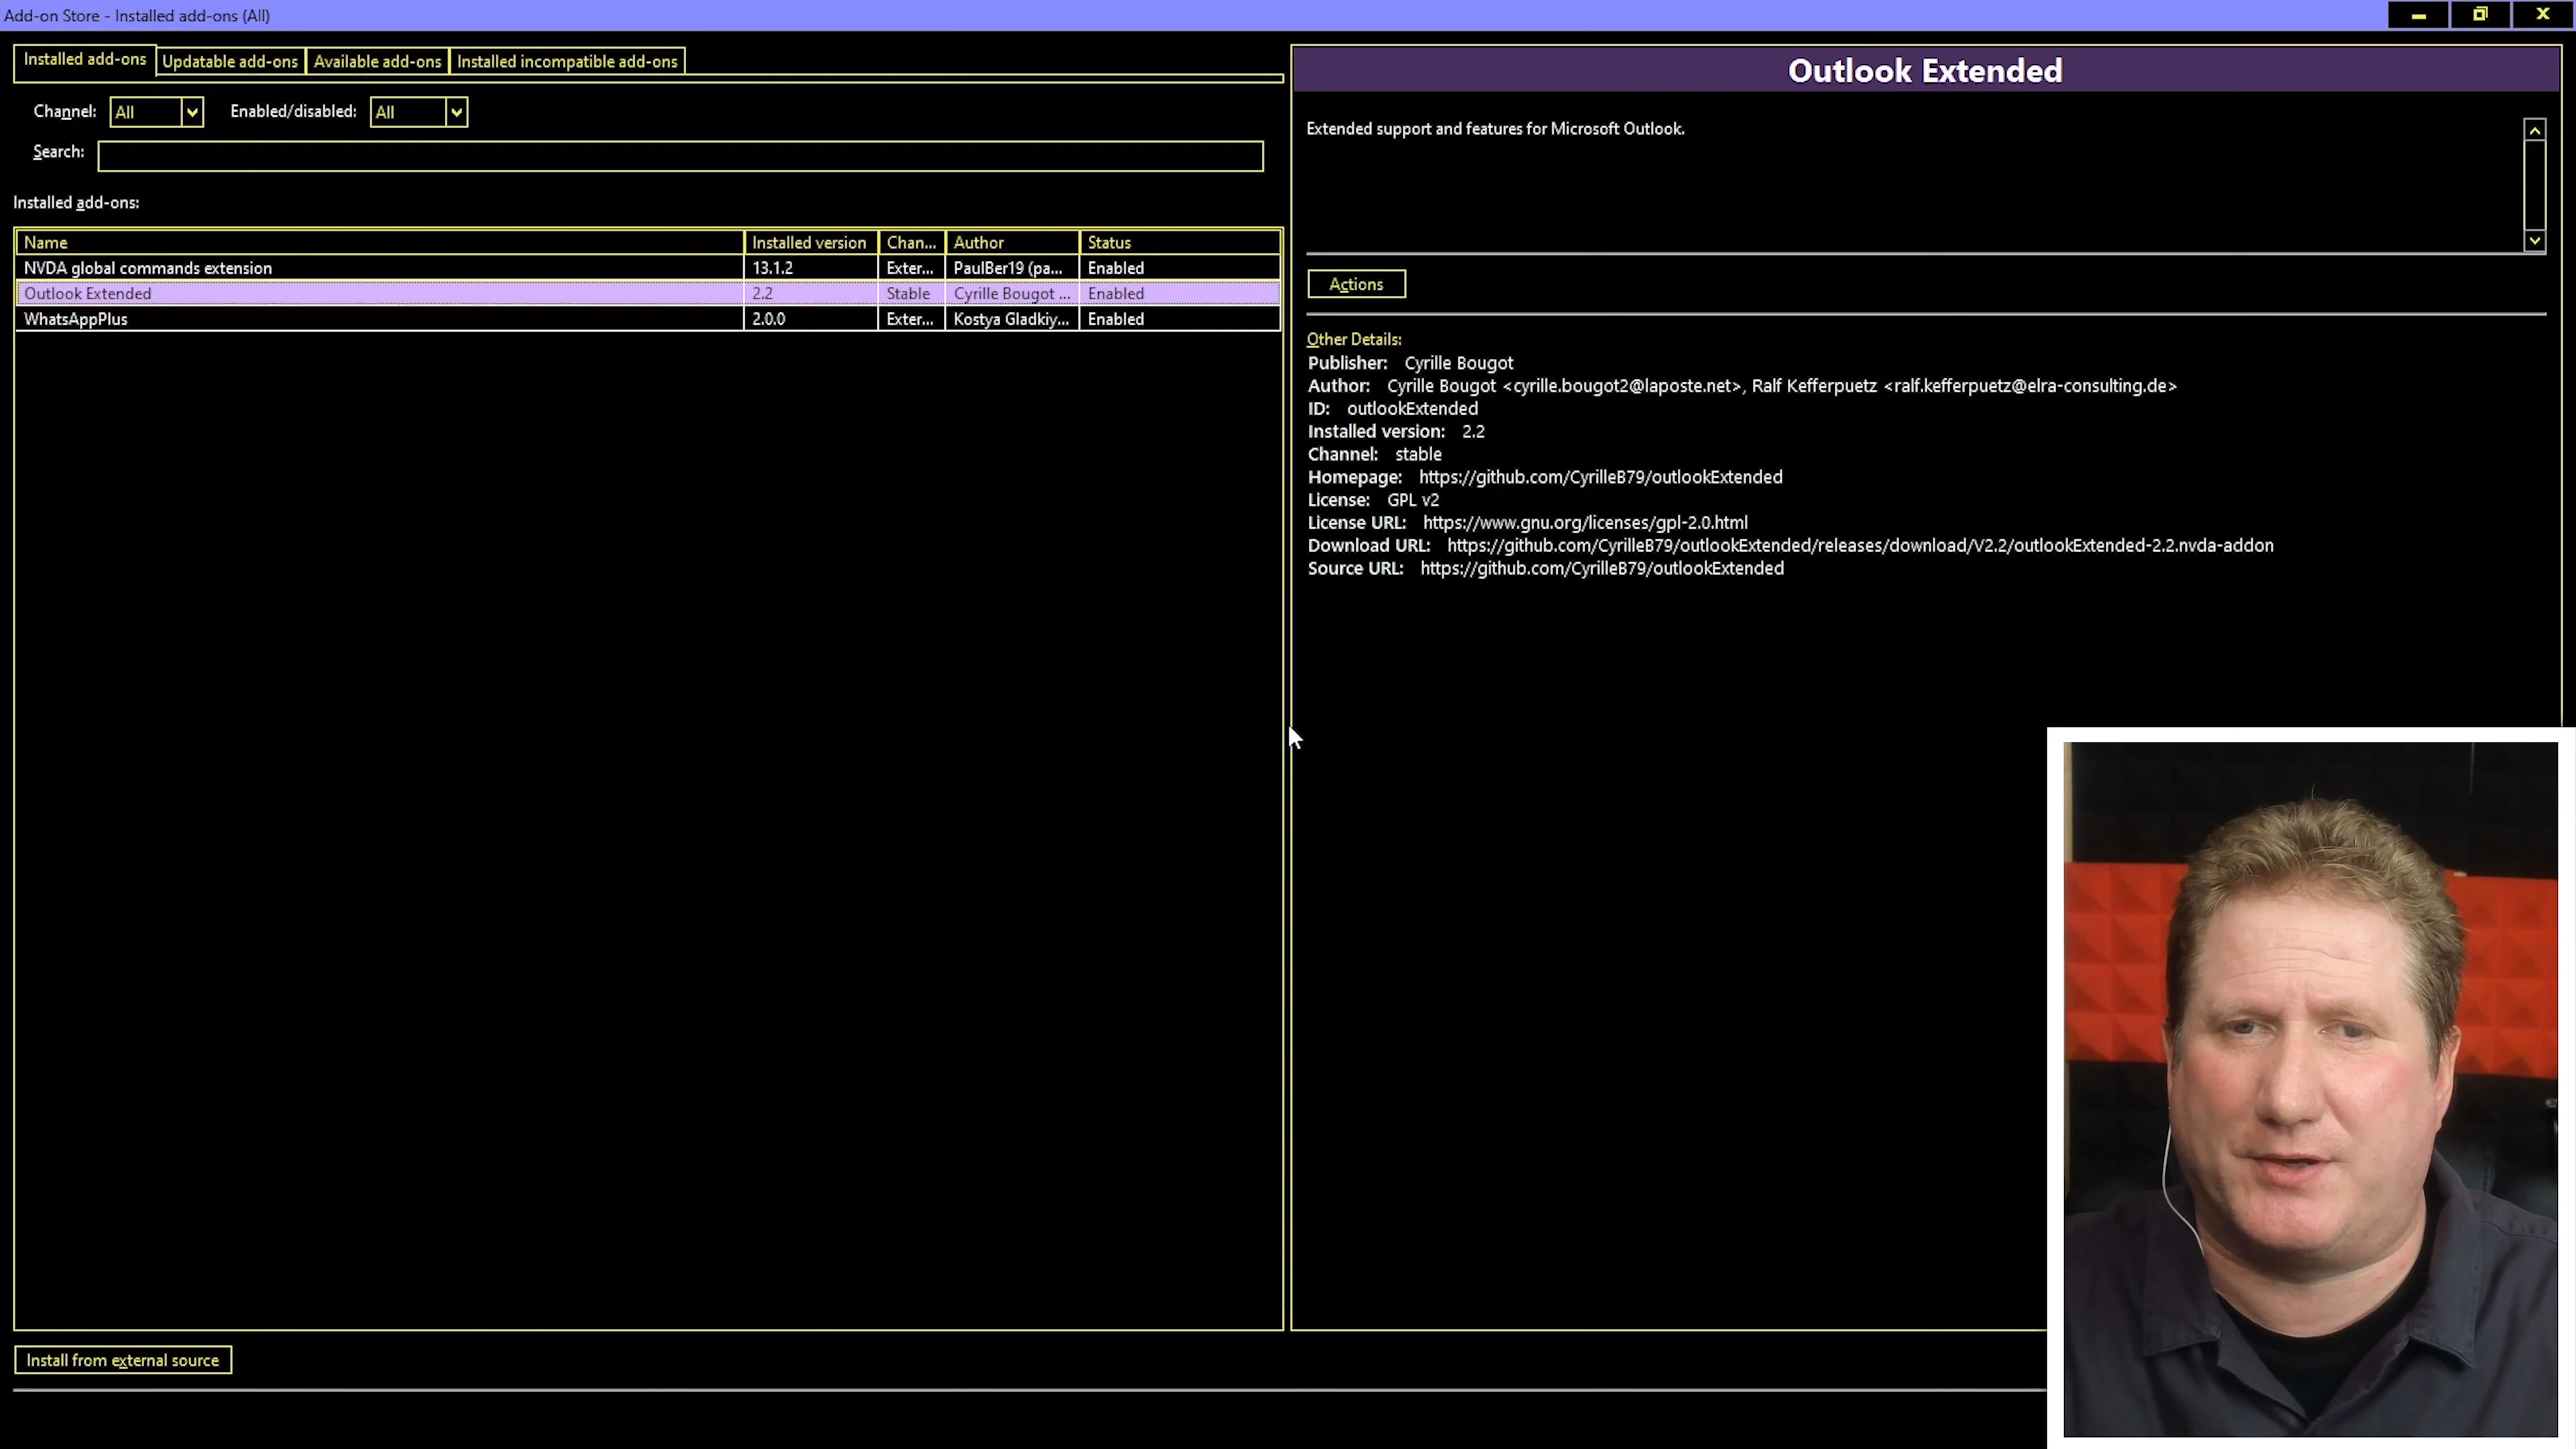 Add-on Store - Installed add-ons (All)
Installed add-ons
Updatable add-ons
Available add-ons
Installed incompatible add-ons
Channel: All
Enabled/disabled: All
Search:
Installed add-ons:
Name Installed version Chan... Author Status
NVDA global commands extension 13.1.2 Exter... PaulBer19 (pa... Enabled
Outlook Extended 2.2 Stable Cyrille Bougot ... Enabled
WhatsAppPlus 2.0.0 Exter... Kostya Gladkiy... Enabled
Install from external source
Outlook Extended
Extended support and features for Microsoft Outlook.
Actions
Other Details:
Publisher: Cyrille Bougot
Author: Cyrille Bougot <cyrille.bougot2@laposte.net>, Ralf Kefferpuetz <ralf.kefferpuetz@elra-consulting.de>
ID: outlookExtended
Installed version: 2.2
Channel: stable
Homepage: https://github.com/CyrilleB79/outlookExtended
License: GPL v2
License URL: https://www.gnu.org/licenses/gpl-2.0.html
Download URL: https://github.com/CyrilleB79/outlookExtended/releases/download/V2.2/outlookExtended-2.2.nvda-addon
Source URL: https://github.com/CyrilleB79/outlookExtended